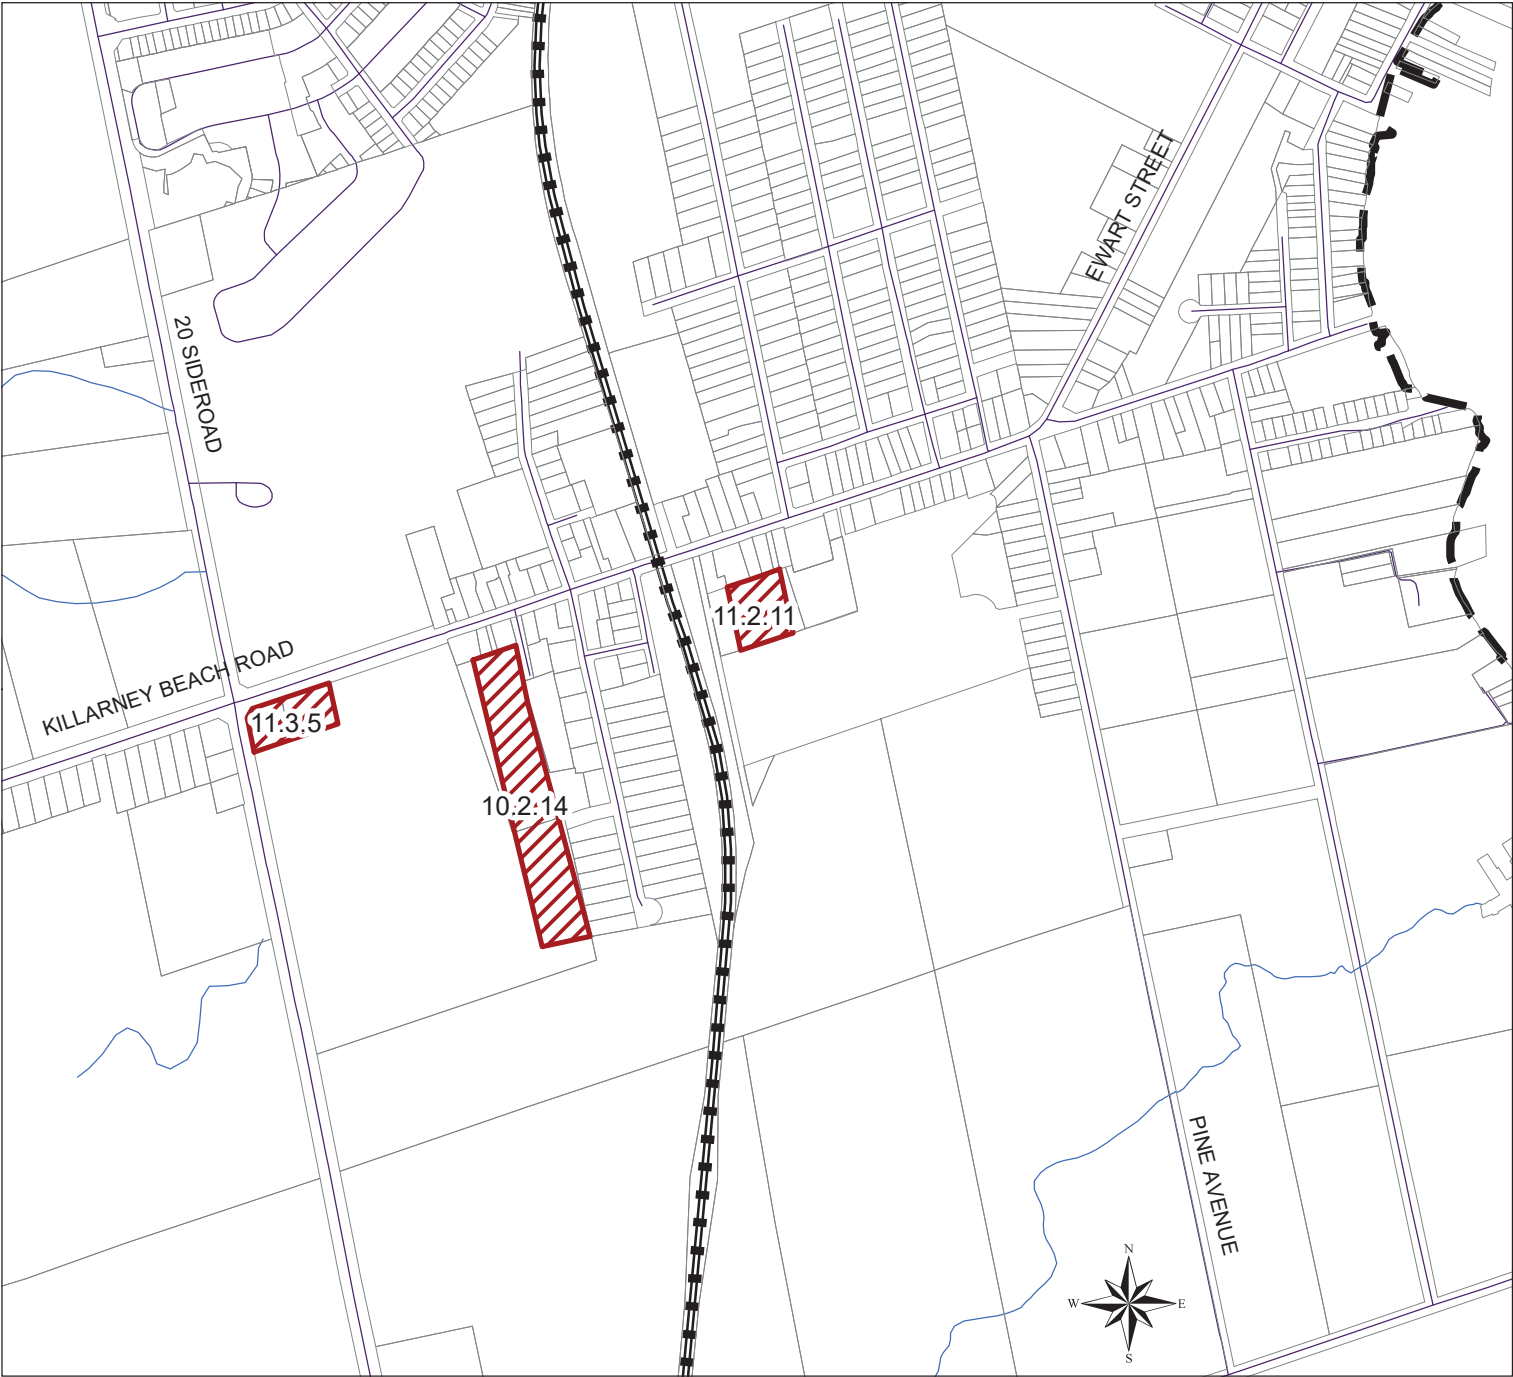 EWART STREET
20 SIDEROAD
11.2.11
KILLARNEY BEACH ROAD
11.3.5
10.2.14
PINE AVENUE
N
W E
S